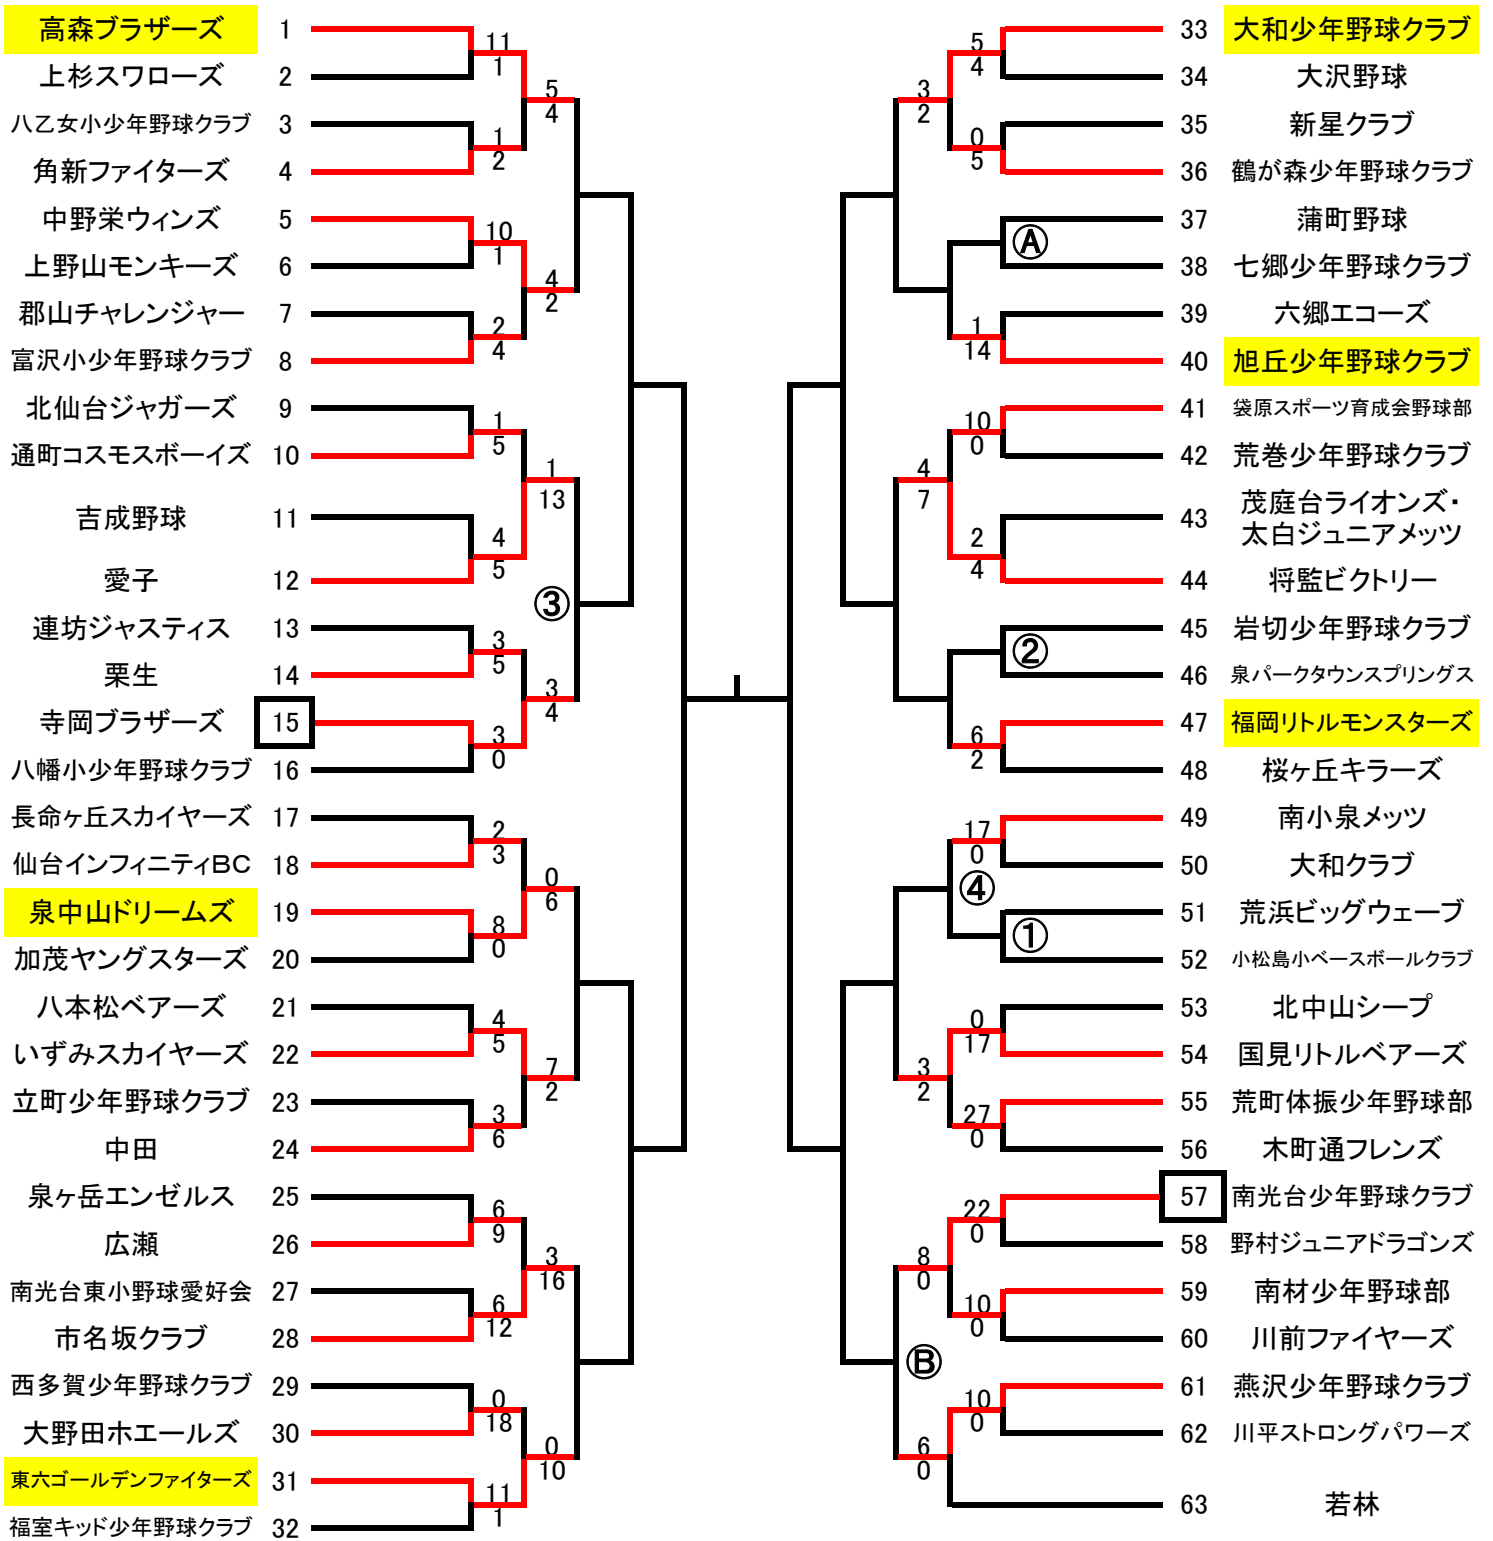 高森ブラザーズ 1
上杉スワローズ 2
八乙女小少年野球クラブ 3
角新ファイターズ 4
中野栄ウィンズ 5
上野山モンキーズ 6
郡山チャレンジャー 7
富沢小少年野球クラブ 8
北仙台ジャガーズ 9
通町コスモスボーイズ 10
吉成野球 11
愛子 12
連坊ジャスティス 13
栗生 14
寺岡ブラザーズ 15
八幡小少年野球クラブ 16
長命ヶ丘スカイヤーズ 17
仙台インフィニティBC 18
泉中山ドリームズ 19
加茂ヤングスターズ 20
八本松ベアーズ 21
いずみスカイヤーズ 22
立町少年野球クラブ 23
中田 24
泉ヶ岳エンゼルス 25
広瀬 26
南光台東小野球愛好会 27
市名坂クラブ 28
西多賀少年野球クラブ 29
大野田ホエールズ 30
東六ゴールデンファイターズ 31
福室キッド少年野球クラブ 32
11
1
1
2
10
1
2
4
1
5
4
5
3
5
3
0
2
3
8
0
4
5
3
6
6
9
6
12
0
18
11
1
5
4
4
2
1
13
3
4
0
6
7
2
3
16
0
10
③
3
2
4
7
3
2
8
0
6
0
Ⓑ
5
4
0
5
Ⓐ
1
14
10
0
2
4
②
6
2
17
0
④
①
0
17
27
0
22
0
10
0
10
0
33 大和少年野球クラブ
34 大沢野球
35 新星クラブ
36 鶴が森少年野球クラブ
37 蒲町野球
38 七郷少年野球クラブ
39 六郷エコーズ
40 旭丘少年野球クラブ
41 袋原スポーツ育成会野球部
42 荒巻少年野球クラブ
43 茂庭台ライオンズ・
太白ジュニアメッツ
44 将監ビクトリー
45 岩切少年野球クラブ
46 泉パークタウンスプリングス
47 福岡リトルモンスターズ
48 桜ヶ丘キラーズ
49 南小泉メッツ
50 大和クラブ
51 荒浜ビッグウェーブ
52 小松島小ベースボールクラブ
53 北中山シープ
54 国見リトルベアーズ
55 荒町体振少年野球部
56 木町通フレンズ
57 南光台少年野球クラブ
58 野村ジュニアドラゴンズ
59 南材少年野球部
60 川前ファイヤーズ
61 燕沢少年野球クラブ
62 川平ストロングパワーズ
63 若林